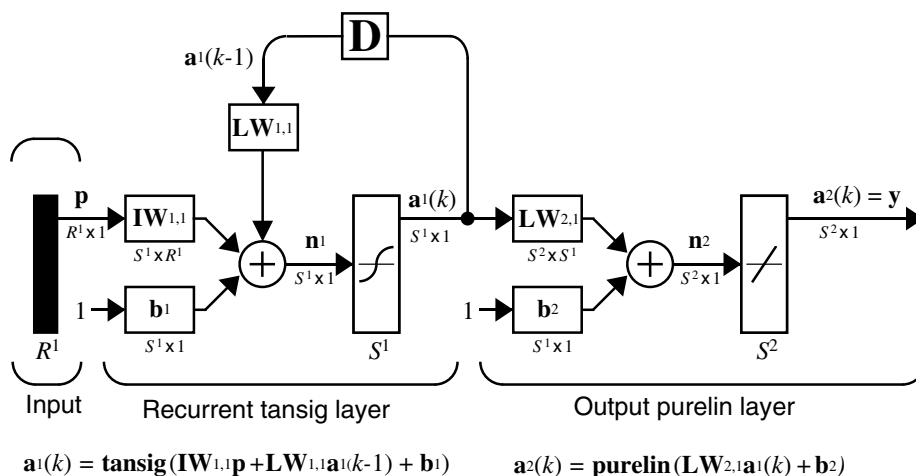 D
a¹(k-1)
LW¹,¹
p
a¹(k)
a²(k) = y
R¹ x 1
IW¹,¹
n¹
S¹ x 1
LW²,¹
n²
S² x 1
S¹ x R¹
S¹ x 1
S² x S¹
S² x 1
1
b¹
1
b²
S¹ x 1
S¹ x 1
R¹
S¹
S²
Input
Recurrent tansig layer
Output purelin layer
a¹(k) = tansig(IW¹,¹p +LW¹,¹a¹(k-1) + b¹)
a²(k) = purelin(LW²,¹a¹(k) + b²)